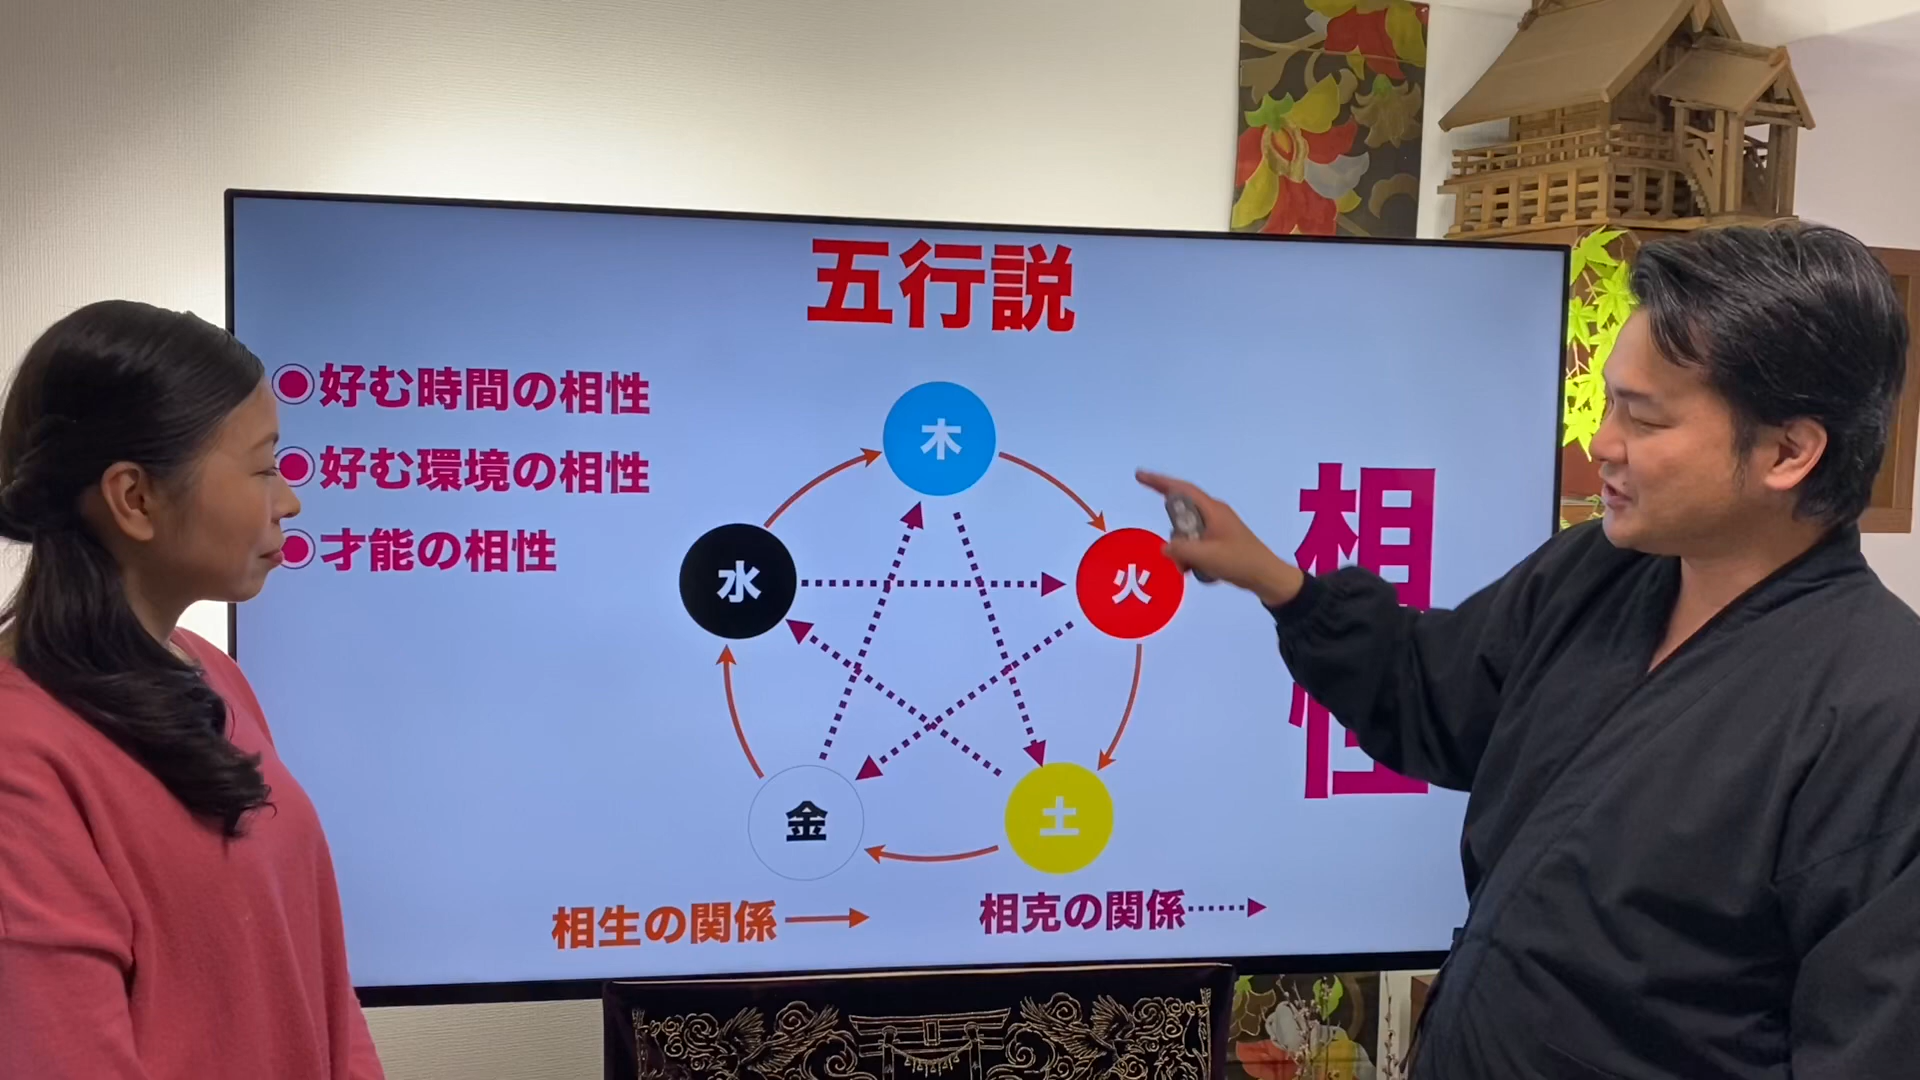 五行説
◉好む時間の相性
◉好む環境の相性
◉才能の相性
木
水
火
金
土
相性
相生の関係
相克の関係